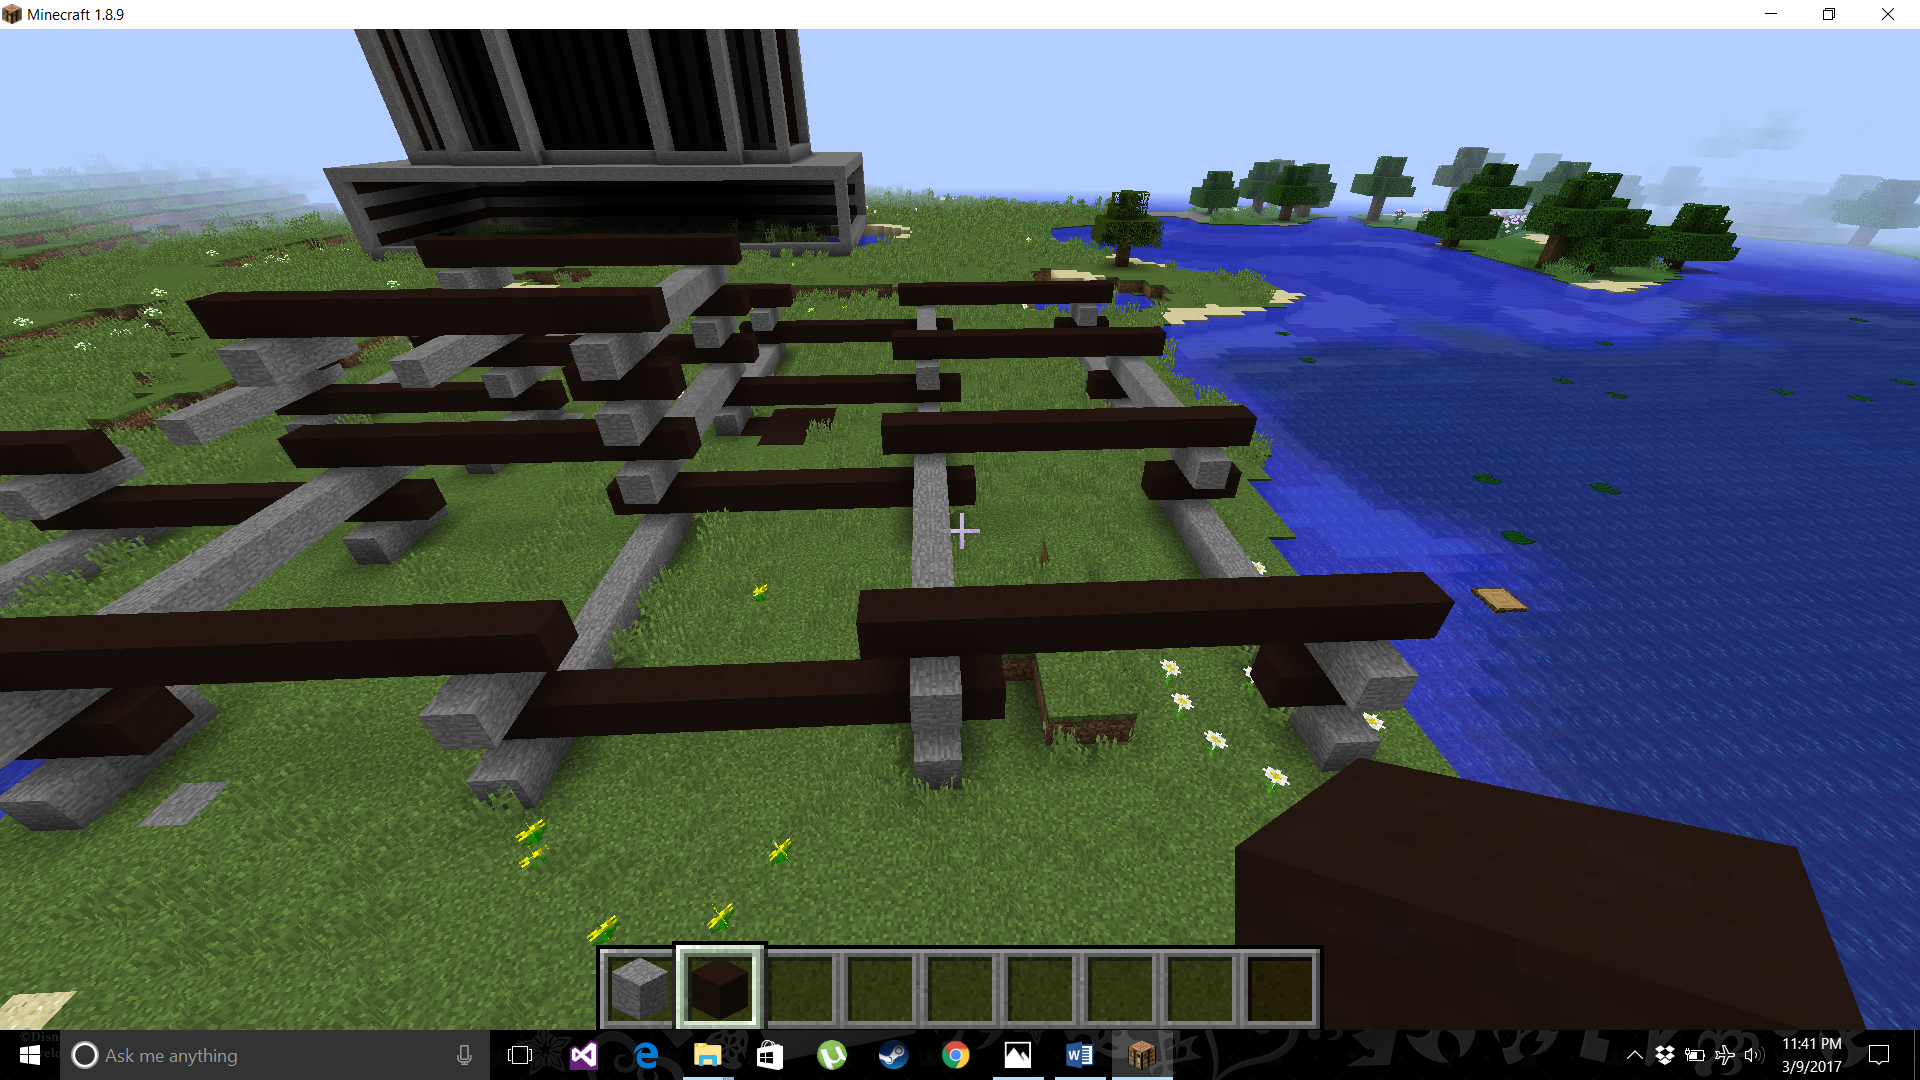 Minecraft 1.8.9
Ask me anything
11:41 PM
3/9/2017